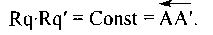 Rq·Rq′ = Const = AA′.